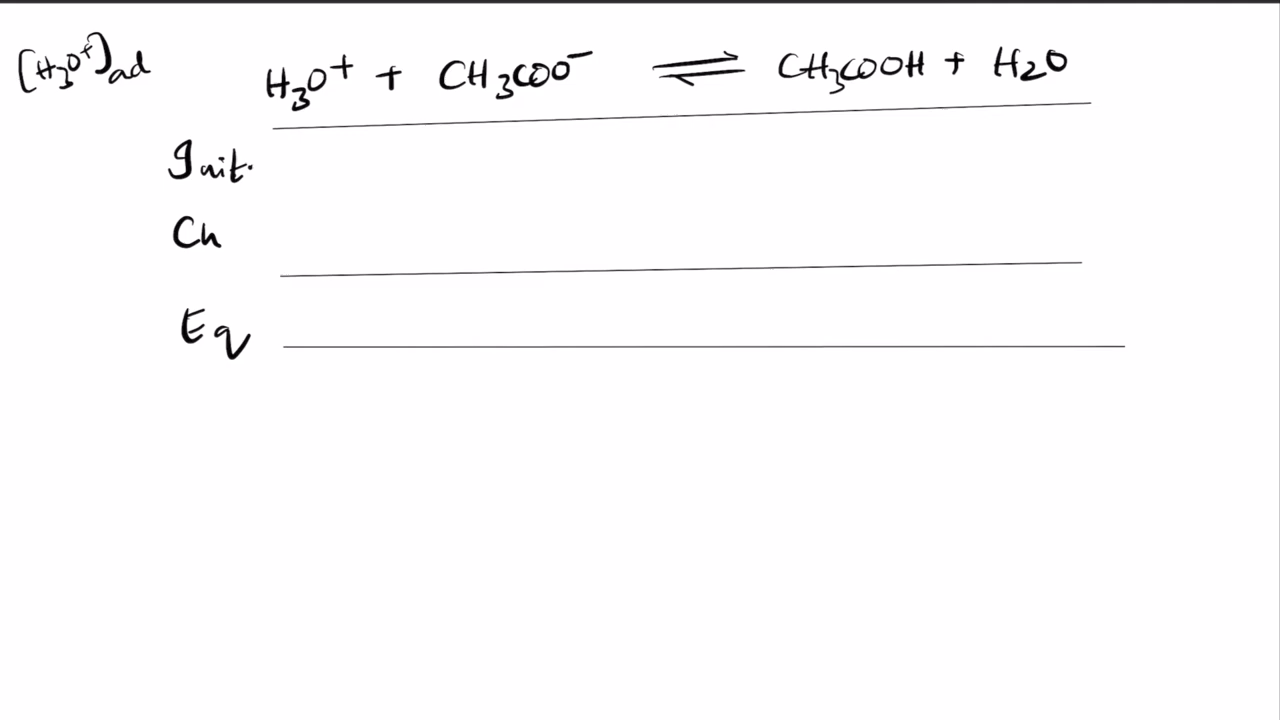 [H₃O⁺]ad H₃O⁺ + CH₃COO⁻ ⇌ CH₃COOH + H₂O
Init.
Ch
Eq